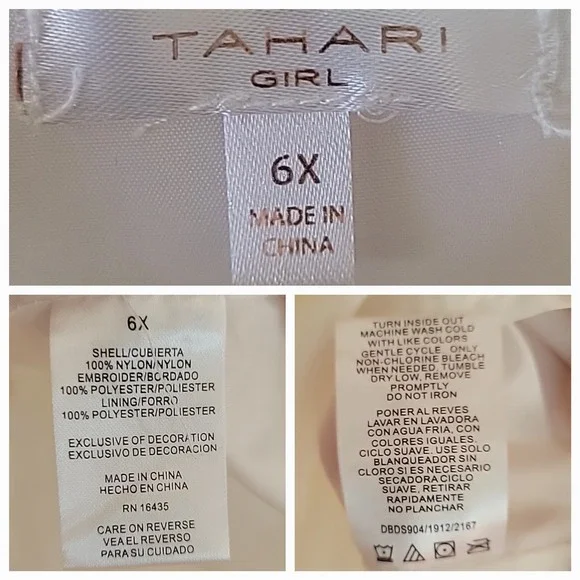 TAHARI
GIRL
6X
MADE IN
CHINA
6X
SHELL/CUBIERTA
100% NYLON/NYLON
EMBROIDER/BORDADO
100% POLYESTER/POLIESTER
LINING/FORRO
100% POLYESTER/POLIESTER
EXCLUSIVE OF DECORATION
EXCLUSIVO DE DECORACION
MADE IN CHINA
HECHO EN CHINA
RN 16435
CARE ON REVERSE
VEA EL REVERSO
PARA SU CUIDADO
TURN INSIDE OUT
MACHINE WASH COLD
WITH LIKE COLORS
GENTLE CYCLE. ONLY
NON-CHLORINE BLEACH
WHEN NEEDED, TUMBLE
DRY LOW, REMOVE
PROMPTLY
DO NOT IRON
PONER AL REVES
LAVAR EN LAVADORA
CON AGUA FRIA, CON
COLORES IGUALES.
CICLO SUAVE. USE SOLO
BLANQUEADOR SIN
CLORO SI ES NECESARIO
SECADORA CICLO
SUAVE, RETIRAR
RAPIDAMENTE
NO PLANCHAR
DBDS904/1912/2167